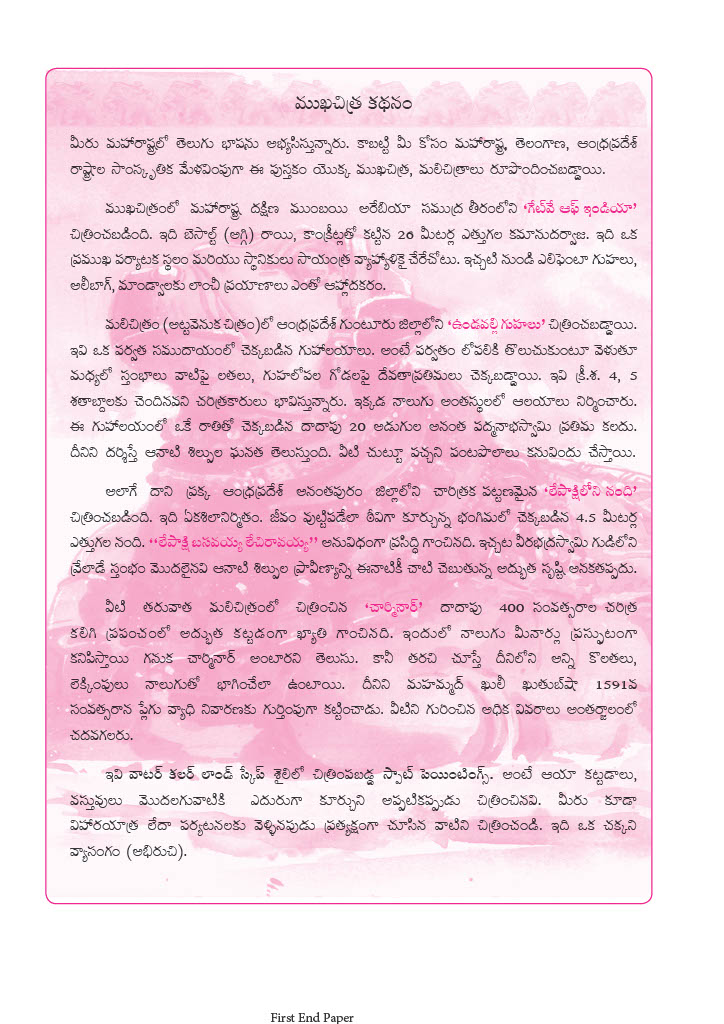 ముఖచిత్ర కథనం
మీరు మహారాష్ట్రలో తెలుగు భాషను అభ్యసిస్తున్నారు. కాబట్టి మీ కోసం మహారాష్ట్ర, తెలంగాణ, ఆంధ్రప్రదేశ్
రాష్ట్రాల సాంస్కృతిక మేళవింపుగా ఈ పుస్తకం యొక్క ముఖచిత్ర, మలిచిత్రాలు రూపొందించబడ్డాయి.
ముఖచిత్రంలో మహారాష్ట్ర దక్షిణ ముంబయి అరేబియా సముద్ర తీరంలోని ‘గేట్‌వే ఆఫ్ ఇండియా’
చిత్రించబడింది. ఇది బెసాల్ట్ (అగ్ని) రాయి, కాంక్రీట్లతో కట్టిన 26 మీటర్ల ఎత్తుగల కమానుదర్వాజ. ఇది ఒక
ప్రముఖ పర్యాటక స్థలం మరియు స్థానికులు సాయంత్ర వ్యాహ్యాళికై చేరేచోటు. ఇచ్చటి నుండి ఎలిఫెంటా గుహలు,
అలీబాగ్, మాండ్వాలకు లాంచీ ప్రయాణాలు ఎంతో ఆహ్లాదకరం.
మలిచిత్రం (అట్టవెనుక చిత్రం)లో ఆంధ్రప్రదేశ్ గుంటూరు జిల్లాలోని ‘ఉండవల్లి గుహలు’ చిత్రించబడ్డాయి.
ఇవి ఒక పర్వత సముదాయంలో చెక్కబడిన గుహాలయాలు. అంటే పర్వతం లోపలికి తొలుచుకుంటూ వెళుతూ
మధ్యలో స్తంభాలు వాటిపై లతలు, గుహలోపల గోడలపై దేవతాప్రతిమలు చెక్కబడ్డాయి. ఇవి క్రీ.శ. 4, 5
శతాబ్దాలకు చెందినవని చరిత్రకారులు భావిస్తున్నారు. ఇక్కడ నాలుగు అంతస్థులలో ఆలయాలు నిర్మించారు.
ఈ గుహాలయంలో ఒకే రాతితో చెక్కబడిన దాదాపు 20 అడుగుల అనంత పద్మనాభస్వామి ప్రతిమ కలదు.
దీనిని దర్శిస్తే ఆనాటి శిల్పుల ఘనత తెలుస్తుంది. వీటి చుట్టూ పచ్చని పంటపొలాలు కనువిందు చేస్తాయి.
అలాగే దాని ప్రక్క ఆంధ్రప్రదేశ్ అనంతపురం జిల్లాలోని చారిత్రక పట్టణమైన ‘లేపాక్షిలోని నంది’
చిత్రించబడింది. ఇది ఏకశిలానిర్మితం. జీవం వుట్టిపడేలా ఠీవిగా కూర్చున్న భంగిమలో చెక్కబడిన 4.5 మీటర్ల
ఎత్తుగల నంది. ‘‘లేపాక్షి బసవయ్య లేచిరావయ్య’’ అనువిధంగా ప్రసిద్ధి గాంచినది. ఇచ్చట వీరభద్రస్వామి గుడిలోని
వ్రేలాడే స్తంభం మొదలైనవి ఆనాటి శిల్పుల ప్రావీణ్యాన్ని ఈనాటికీ చాటి చెబుతున్న అద్భుత సృష్టి అనకతప్పదు.
వీటి తరువాత మలిచిత్రంలో చిత్రించిన ‘చార్మినార్’ దాదాపు 400 సంవత్సరాల చరిత్ర
కలిగి ప్రపంచంలో అద్భుత కట్టడంగా ఖ్యాతి గాంచినది. ఇందులో నాలుగు మీనార్లు ప్రస్ఫుటంగా
కనిపిస్తాయి గనుక చార్మినార్ అంటారని తెలుసు. కానీ తరచి చూస్తే దీనిలోని అన్ని కొలతలు,
లెక్కింపులు నాలుగుతో భాగించేలా ఉంటాయి. దీనిని మహమ్మద్ ఖులీ ఖుతుబ్‌షా 1591వ
సంవత్సరాన ప్లేగు వ్యాధి నివారణకు గుర్తింపుగా కట్టించాడు. వీటిని గురించిన అధిక వివరాలు అంతర్జాలంలో
చదవగలరు.
ఇవి వాటర్ కలర్ లాండ్ స్కేప్ శైలిలో చిత్రింపబడ్డ స్పాట్ పెయింటింగ్స్. అంటే ఆయా కట్టడాలు,
వస్తువులు మొదలగువాటికి ఎదురుగా కూర్చుని అప్పటికప్పుడు చిత్రించినవి. మీరు కూడా
విహారయాత్ర లేదా పర్యటనలకు వెళ్ళినపుడు ప్రత్యక్షంగా చూసిన వాటిని చిత్రించండి. ఇది ఒక చక్కని
వ్యాసంగం (అభిరుచి).
First End Paper